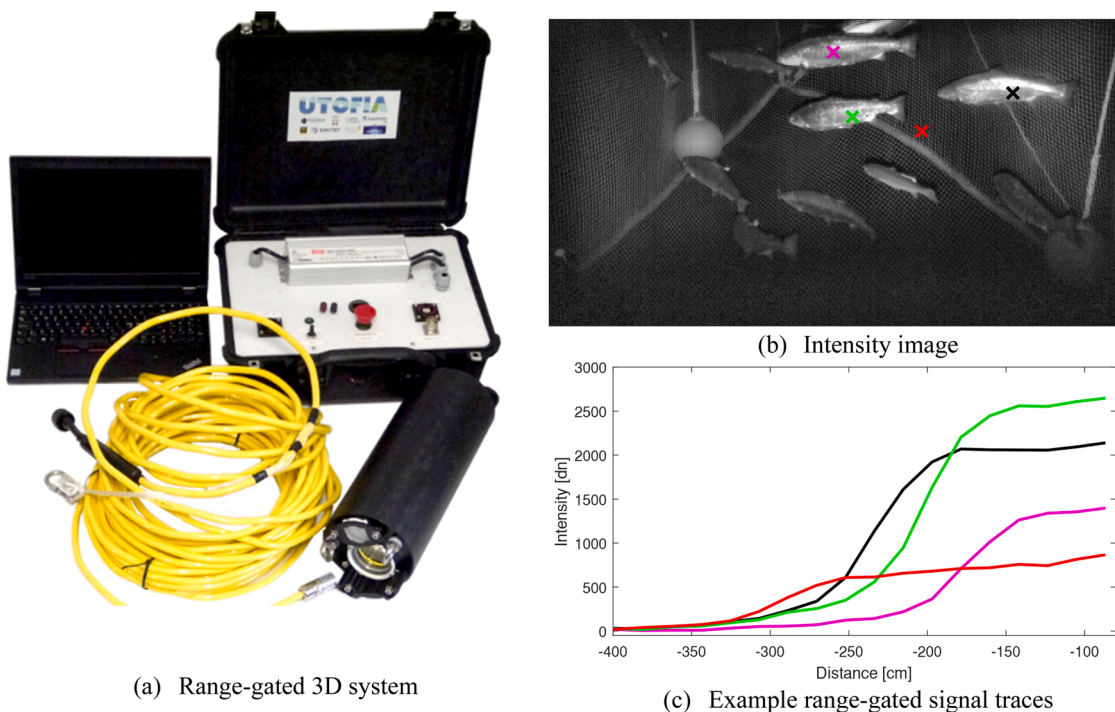 UTOFIA
SINTEF
(a) Range-gated 3D system
(b) Intensity image
3000
2500
2000
1500
1000
500
0
Intensity [dn]
-400
-350
-300
-250
-200
-150
-100
Distance [cm]
(c) Example range-gated signal traces